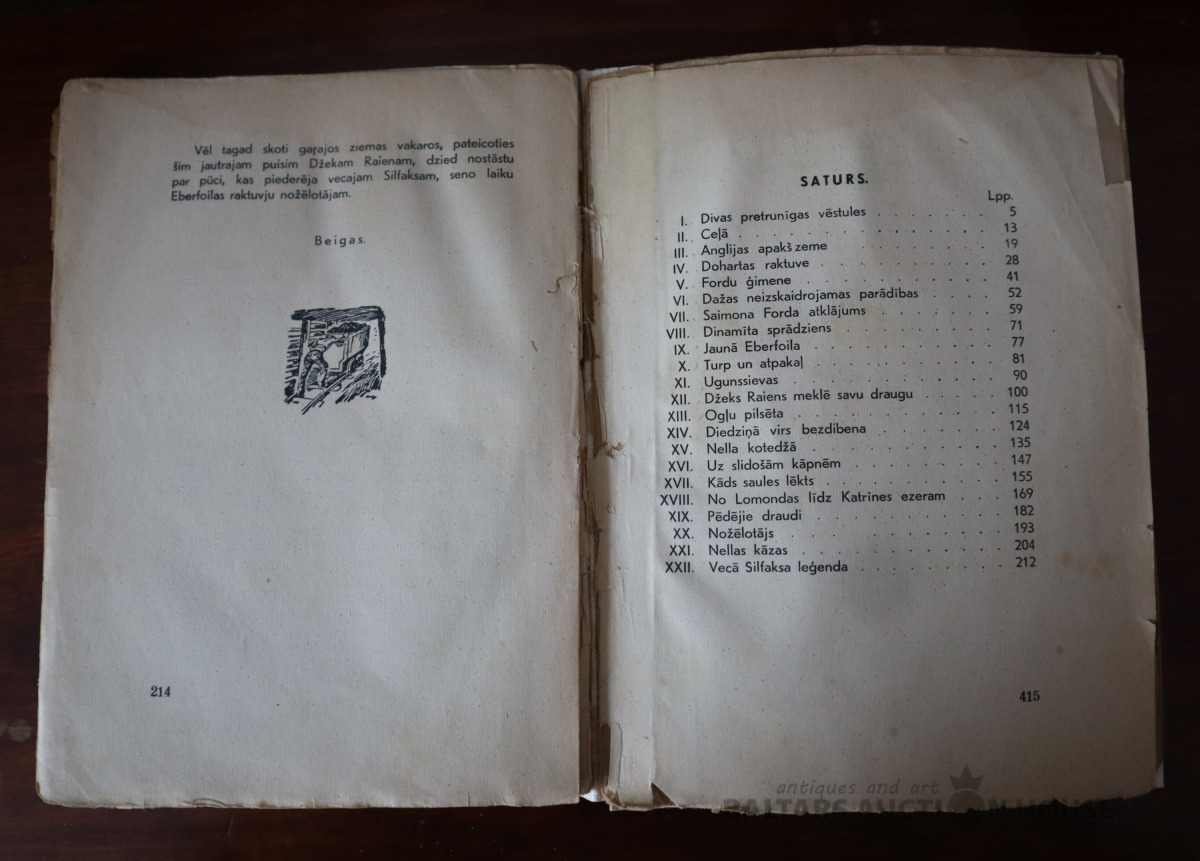 Vēl tagad skoti gaŗajos ziemas vakaros, pateicoties
šim jautrajam puisim Džekam Raienam, dzied nostāstu
par pūci, kas piederēja vecajam Silfaksam, seno laiku
Eberfoilas raktuvju nožēlotājam.
Beigas.
214
SATURS.
Lpp.
I. Divas pretrunīgas vēstules . . . . . . . 5
II. Ceļā . . . . . . . . . . . . . 13
III. Anglijas apakšzeme . . . . . . . . 19
IV. Dohartas raktuve . . . . . . . . . 28
V. Fordu ģimene . . . . . . . . . . 41
VI. Dažas neizskaidrojamas parādības . . . . 52
VII. Saimona Forda atklājums . . . . . . . 59
VIII. Dinamīta sprādziens . . . . . . . . 71
IX. Jaunā Eberfoila . . . . . . . . . . 77
X. Turp un atpakaļ . . . . . . . . . . 81
XI. Ugunssievas . . . . . . . . . . . 90
XII. Džeks Raiens meklē savu draugu . . . . 100
XIII. Ogļu pilsēta . . . . . . . . . . . 115
XIV. Diedziņā virs bezdibena . . . . . . . 124
XV. Nella kotedžā . . . . . . . . . . 135
XVI. Uz slidošām kāpnēm . . . . . . . . 147
XVII. Kāds saules lēkts . . . . . . . . . 155
XVIII. No Lomondas līdz Katrīnes ezeram . . . 169
XIX. Pēdējie draudi . . . . . . . . . . 182
XX. Nožēlotājs . . . . . . . . . . . 193
XXI. Nellas kāzas . . . . . . . . . . . 204
XXII. Vecā Silfaksa leģenda . . . . . . . . 212
415
antiques and art
BALTARS AUCTION HOUSE